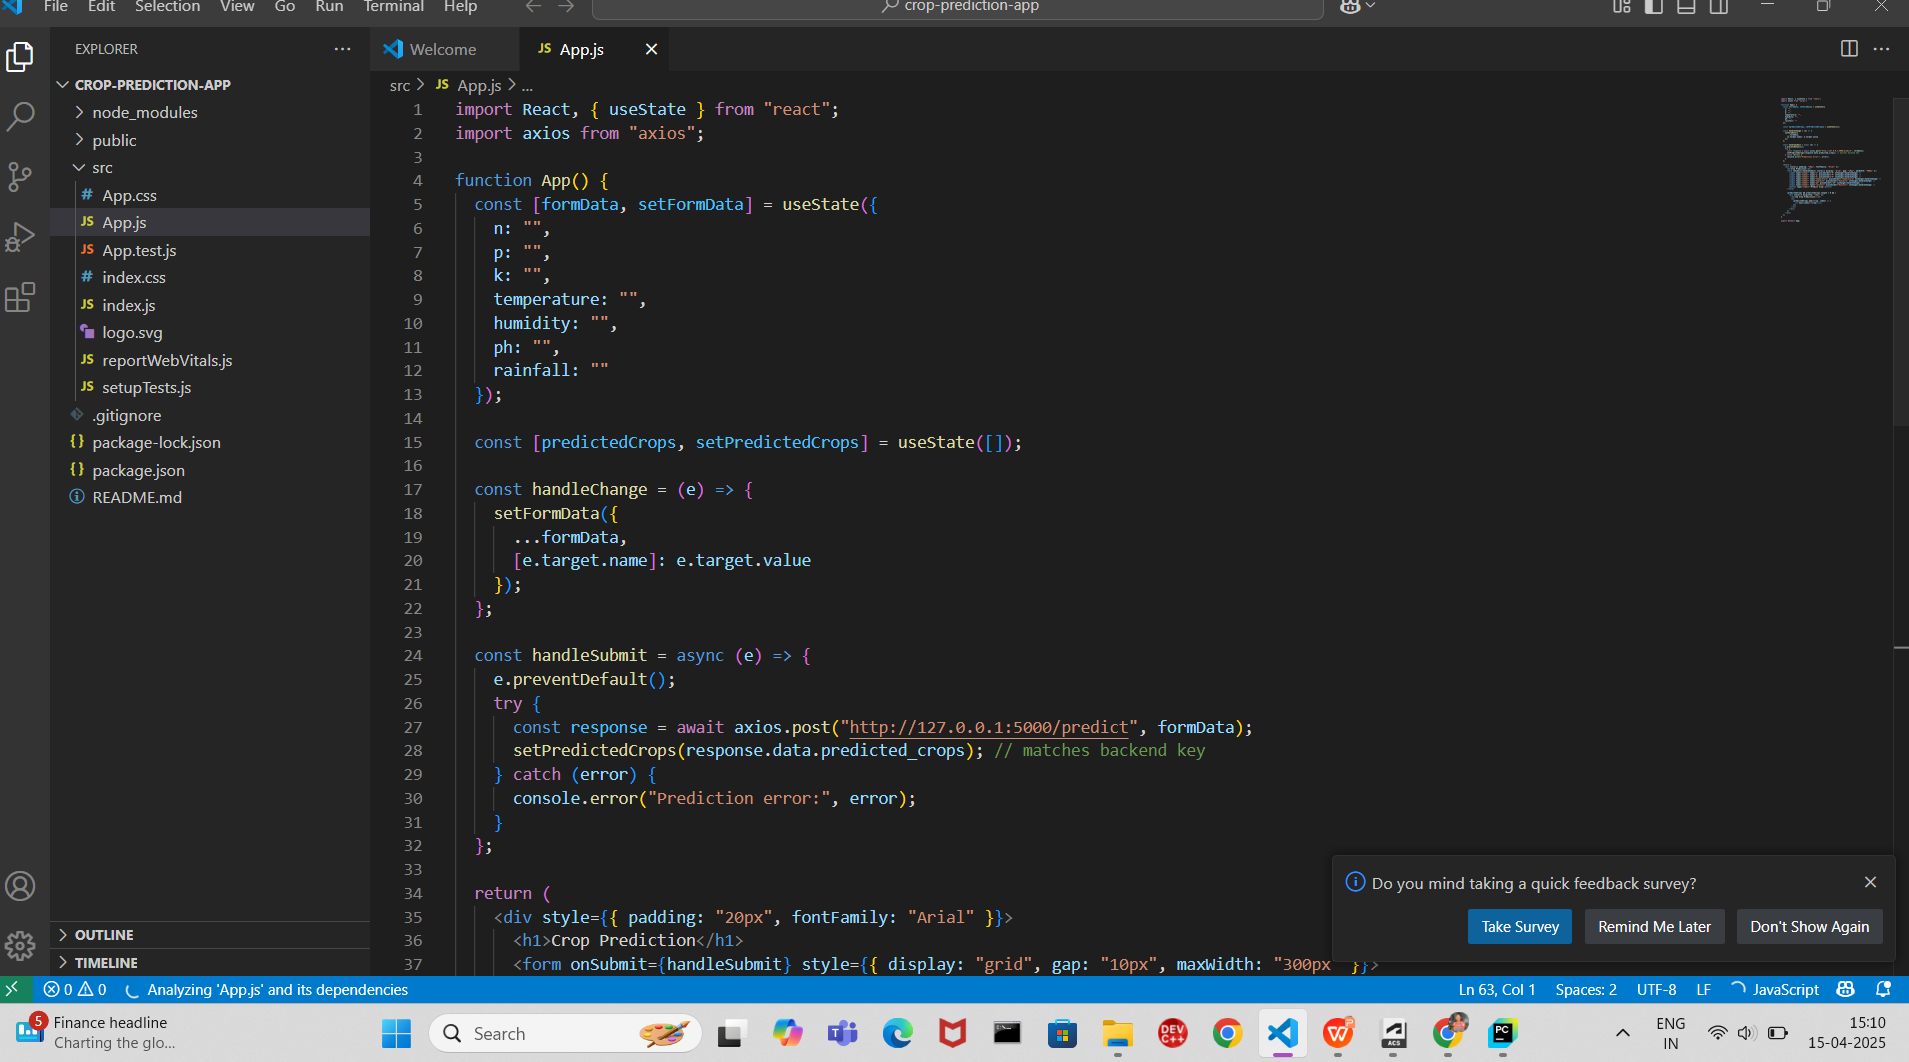 File Edit Selection View Go Run Terminal Help
crop-prediction-app
EXPLORER
CROP-PREDICTION-APP
node_modules
public
src
# App.css
JS App.js
JS App.test.js
# index.css
JS index.js
logo.svg
JS reportWebVitals.js
JS setupTests.js
.gitignore
{} package-lock.json
{} package.json
README.md
OUTLINE
TIMELINE
Welcome
JS App.js
src > JS App.js > ...
1 import React, { useState } from "react";
2 import axios from "axios";
3
4 function App() {
5 const [formData, setFormData] = useState({
6 n: "",
7 p: "",
8 k: "",
9 temperature: "",
10 humidity: "",
11 ph: "",
12 rainfall: ""
13 });
14
15 const [predictedCrops, setPredictedCrops] = useState([]);
16
17 const handleChange = (e) => {
18 setFormData({
19 ...formData,
20 [e.target.name]: e.target.value
21 });
22 };
23
24 const handleSubmit = async (e) => {
25 e.preventDefault();
26 try {
27 const response = await axios.post("http://127.0.0.1:5000/predict", formData);
28 setPredictedCrops(response.data.predicted_crops); // matches backend key
29 } catch (error) {
30 console.error("Prediction error:", error);
31 }
32 };
33
34 return (
35 <div style={{ padding: "20px", fontFamily: "Arial" }}>
36 <h1>Crop Prediction</h1>
37 <form onSubmit={handleSubmit} style={{ display: "grid", gap: "10px", maxWidth: "300px" }}>
Do you mind taking a quick feedback survey?
Take Survey
Remind Me Later
Don't Show Again
0 0 Analyzing 'App.js' and its dependencies
Ln 63, Col 1 Spaces: 2 UTF-8 LF JavaScript
5
Finance headline
Charting the glo...
Search
DEV C++
ACS
PC
ENG
IN
15:10
15-04-2025